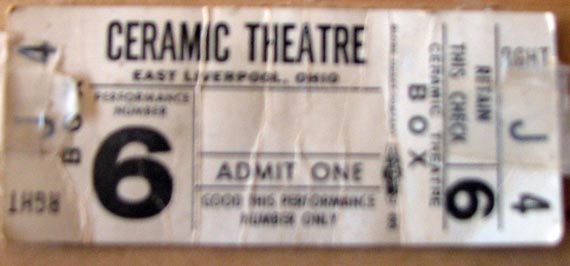 4
RGHT
BOX
CERAMIC THEATRE
EAST LIVERPOOL, OHIO
PERFORMANCE
NUMBER
6
ADMIT ONE
GOOD THIS PERFORMANCE
NUMBER ONLY
BOX
CERAMIC THEATRE
THIS CHECK
RETAIN
6
RGHT
J
4